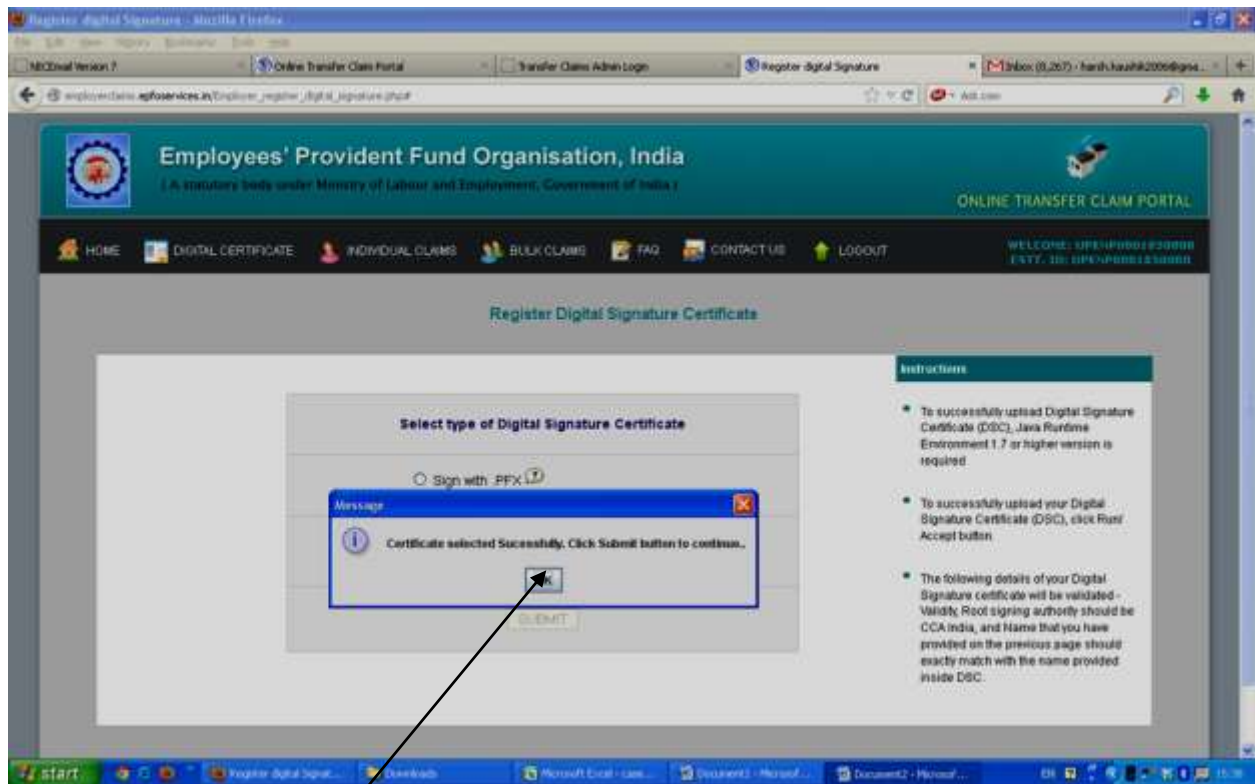 Register digital Signature - Mozilla Firefox
Online Transfer Claim Portal
Transfer Claims Admin Login
Register digital Signature
Employees' Provident Fund Organisation, India
( A statutory body under Ministry of Labour and Employment, Government of India )
ONLINE TRANSFER CLAIM PORTAL
HOME
DIGITAL CERTIFICATE
INDIVIDUAL CLAIMS
BULK CLAIMS
FAQ
CONTACT US
LOGOUT
Register Digital Signature Certificate
Select type of Digital Signature Certificate
Sign with .PFX
Message
Certificate selected Sucessfully. Click Submit button to continue..
SUBMIT
Instructions
To successfully upload Digital Signature
Certificate (DSC), Java Runtime
Environment 1.7 or higher version is
required
To successfully upload your Digital
Signature Certificate (DSC), click Run/
Accept button.
The following details of your Digital
Signature certificate will be validated -
Validity, Root signing authority should be
CCA India, and Name that you have
provided on the previous page should
exactly match with the name provided
inside DSC.
start
Register digital Signat...
Downloads
Document2 - Microsof...